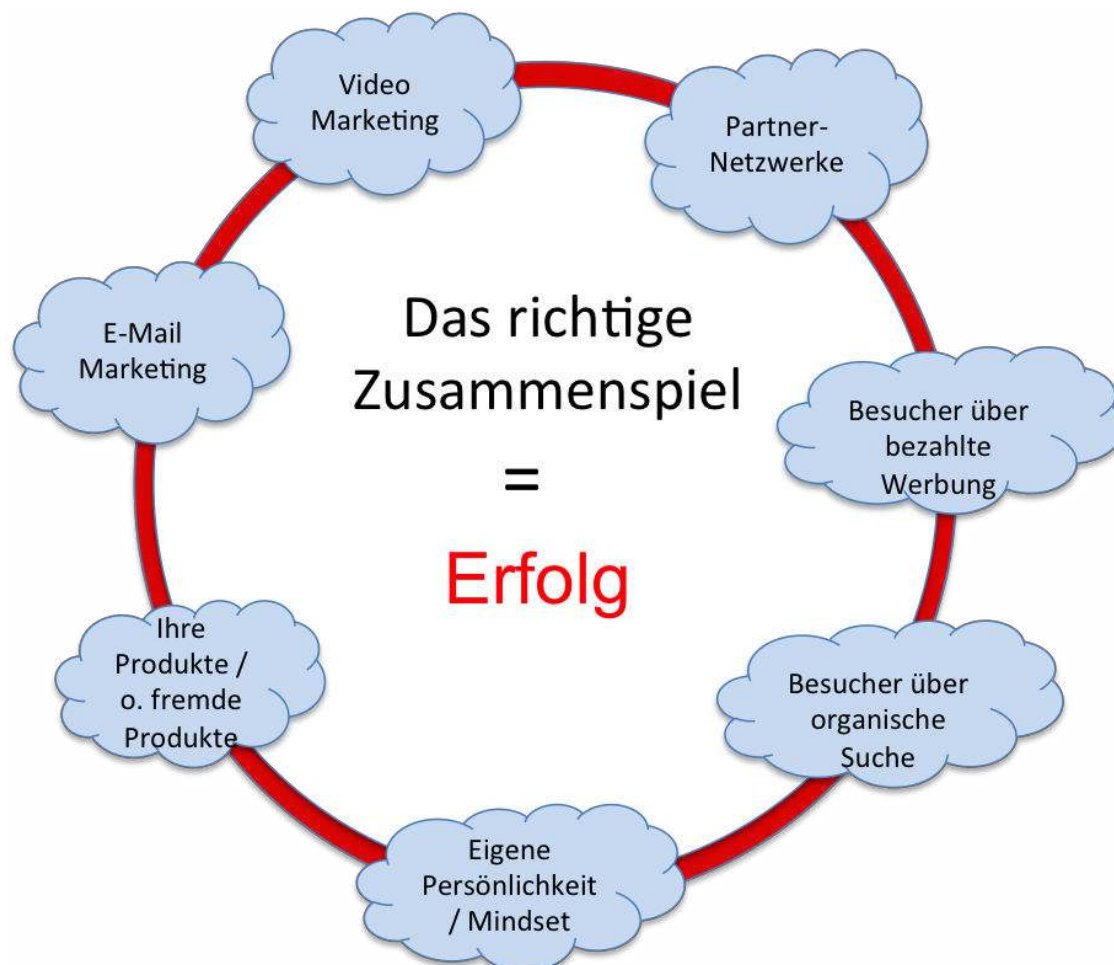 Video
Marketing
Partner-
Netzwerke
E-Mail
Marketing
Das richtige
Zusammenspiel
=
Erfolg
Besucher über
bezahlte
Werbung
Ihre
Produkte /
o. fremde
Produkte
Besucher über
organische
Suche
Eigene
Persönlichkeit
/ Mindset